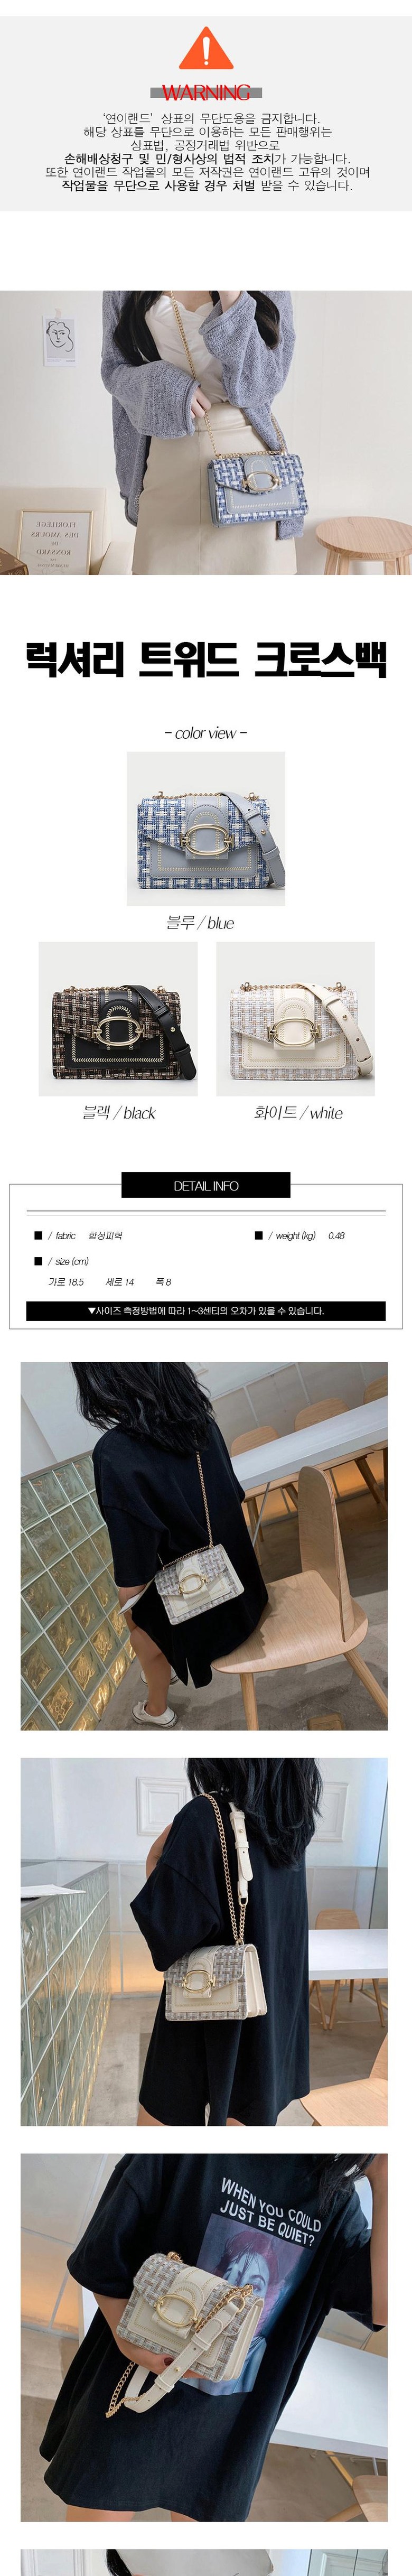 WARNING
‘연이랜드’ 상표의 무단도용을 금지합니다.
해당 상표를 무단으로 이용하는 모든 판매행위는
상표법, 공정거래법 위반으로
손해배상청구 및 민/형사상의 법적 조치가 가능합니다.
또한 연이랜드 작업물의 모든 저작권은 연이랜드 고유의 것이며
작업물을 무단으로 사용할 경우 처벌 받을 수 있습니다.
FLORILEGE
DES AMOURS
DE
RONSARD
럭셔리 트위드 크로스백
- color view -
블루 / blue
블랙 / black
화이트 / white
DETAIL INFO
■ / fabric 합성피혁
■ / weight (kg) 0.48
■ / size (cm)
가로 18.5 세로 14 폭 8
▼사이즈 측정방법에 따라 1~3센티의 오차가 있을 수 있습니다.
WHEN YOU COULD
JUST BE QUIET?